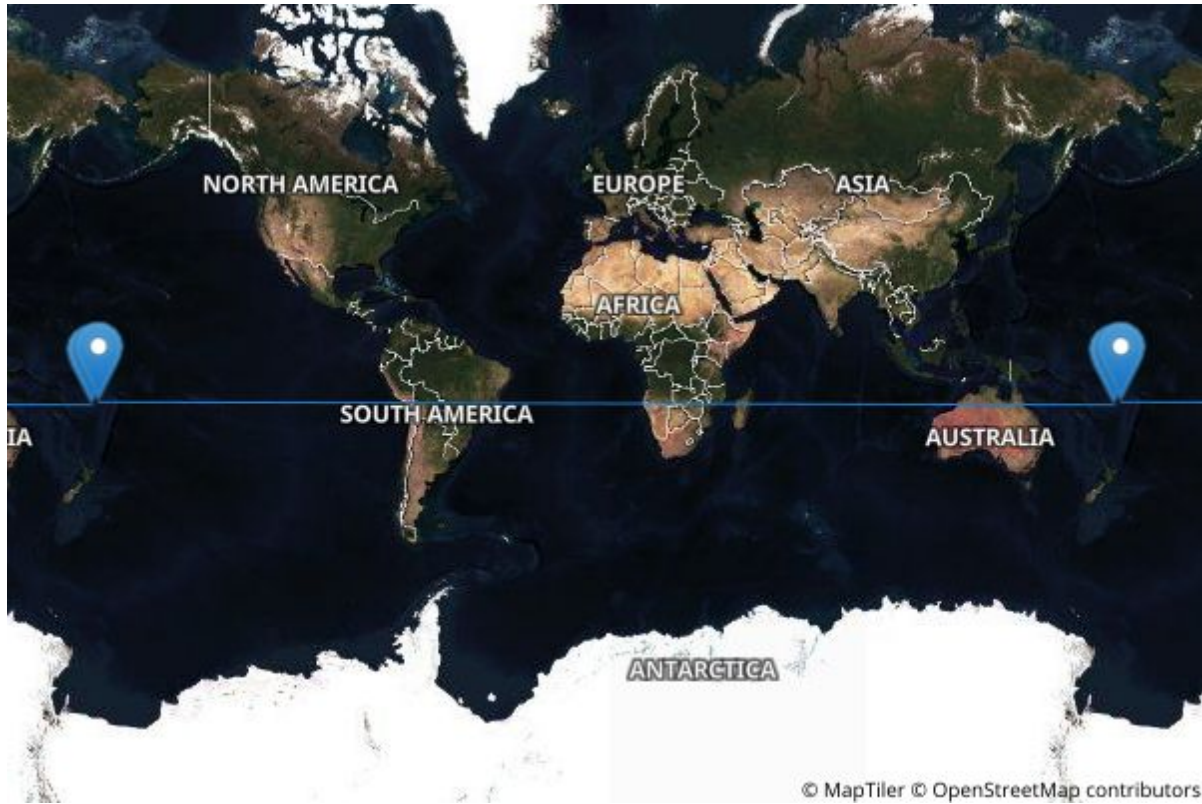 NORTH AMERICA
EUROPE
ASIA
AFRICA
SOUTH AMERICA
IA
AUSTRALIA
ANTARCTICA
© MapTiler © OpenStreetMap contributors